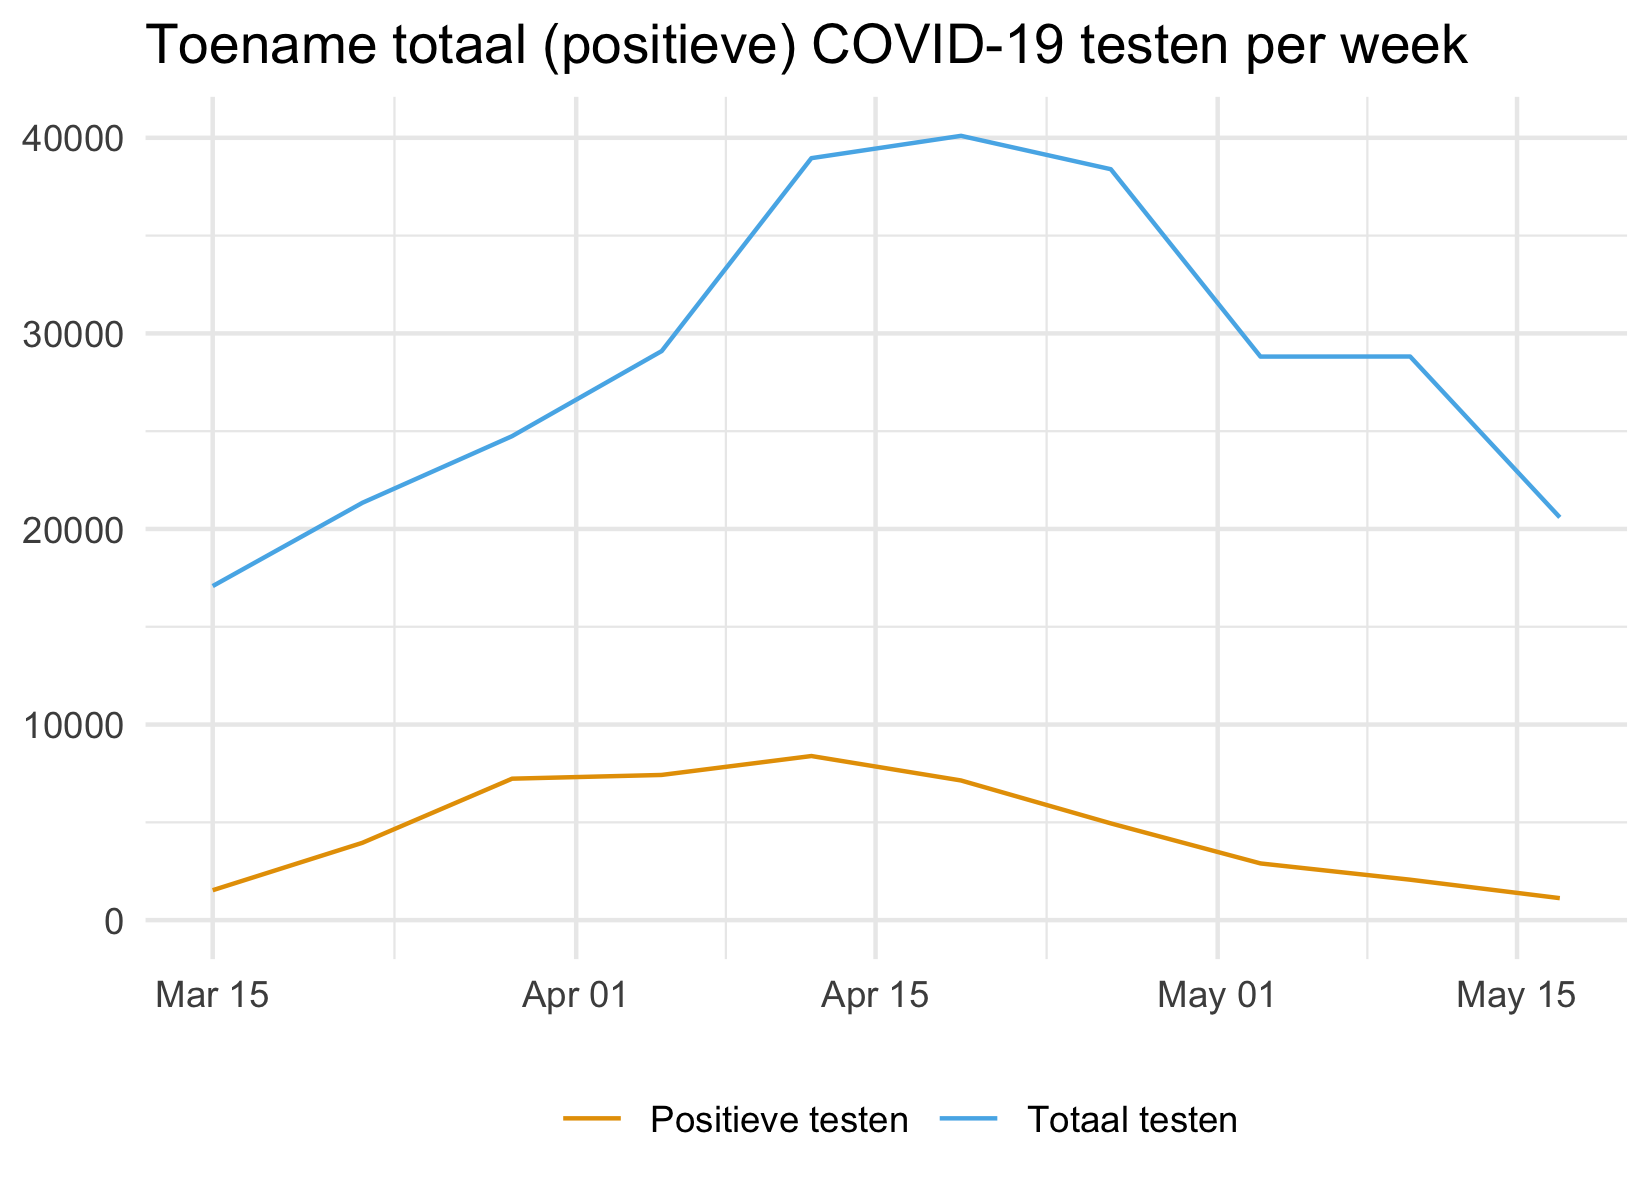 Toename totaal (positieve) COVID-19 testen per week
40000
30000
20000
10000
0
Mar 15 Apr 01 Apr 15 May 01 May 15
Positieve testen Totaal testen